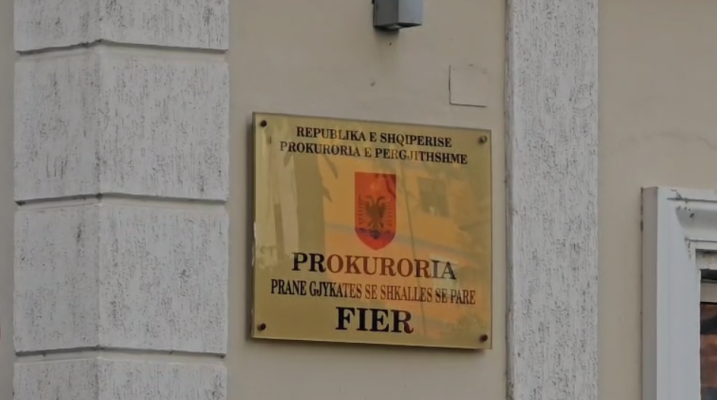 REPUBLIKA E SHQIPERISE
PROKURORIA E PERGJITHSHME
PROKURORIA
PRANE GJYKATES SE SHKALLES SE PARE
FIER